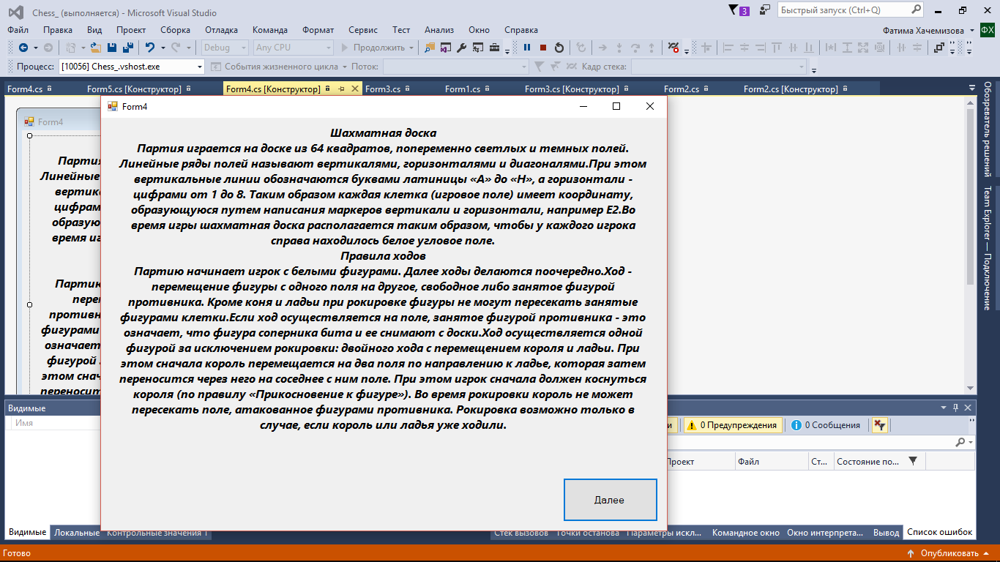 Chess_ (выполняется) - Microsoft Visual Studio
3
Быстрый запуск (Ctrl+Q)
Файл Правка Вид Проект Сборка Отладка Команда Формат Сервис Тест Анализ Окно Справка
Фатима Хачемизова ФХ
Debug Any CPU Продолжить
Процесс: [10056] Chess_.vshost.exe События жизненного цикла Поток: Кадр стека:
Form4.cs Form5.cs [Конструктор] Form4.cs [Конструктор] Form3.cs Form1.cs Form3.cs [Конструктор] Form2.cs Form2.cs [Конструктор]
Обозреватель решений
Team Explorer — Подключение
Form4
Партия
Линейные
вертика
цифрам
образую
время иг
Партию
пере
противн
фигурами
означает
фигурой з
этом снач
переносит
Form4
Шахматная доска
Партия играется на доске из 64 квадратов, попеременно светлых и темных полей.
Линейные ряды полей называют вертикалями, горизонталями и диагоналями.При этом
вертикальные линии обозначаются буквами латиницы «А» до «Н», а горизонтали -
цифрами от 1 до 8. Таким образом каждая клетка (игровое поле) имеет координату,
образующуюся путем написания маркеров вертикали и горизонтали, например Е2.Во
время игры шахматная доска располагается таким образом, чтобы у каждого игрока
справа находилось белое угловое поле.
Правила ходов
Партию начинает игрок с белыми фигурами. Далее ходы делаются поочередно.Ход -
перемещение фигуры с одного поля на другое, свободное либо занятое фигурой
противника. Кроме коня и ладьи при рокировке фигуры не могут пересекать занятые
фигурами клетки.Если ход осуществляется на поле, занятое фигурой противника - это
означает, что фигура соперника бита и ее снимают с доски.Ход осуществляется одной
фигурой за исключением рокировки: двойного хода с перемещением короля и ладьи. При
этом сначала король перемещается на два поля по направлению к ладье, которая затем
переносится через него на соседнее с ним поле. При этом игрок сначала должен коснуться
короля (по правилу «Прикосновение к фигуре»). Во время рокировки король не может
пересекать поле, атакованное фигурами противника. Рокировка возможно только в
случае, если король или ладья уже ходили.
Далее
Видимые
Имя
0 Предупреждения 0 Сообщения
Проект Файл Ст... Состояние по...
Видимые Локальные Контрольные значения 1
Стек вызовов Точки останова Параметры искл... Командное окно Окно интерпрета... Вывод Список ошибок
Готово
Опубликовать